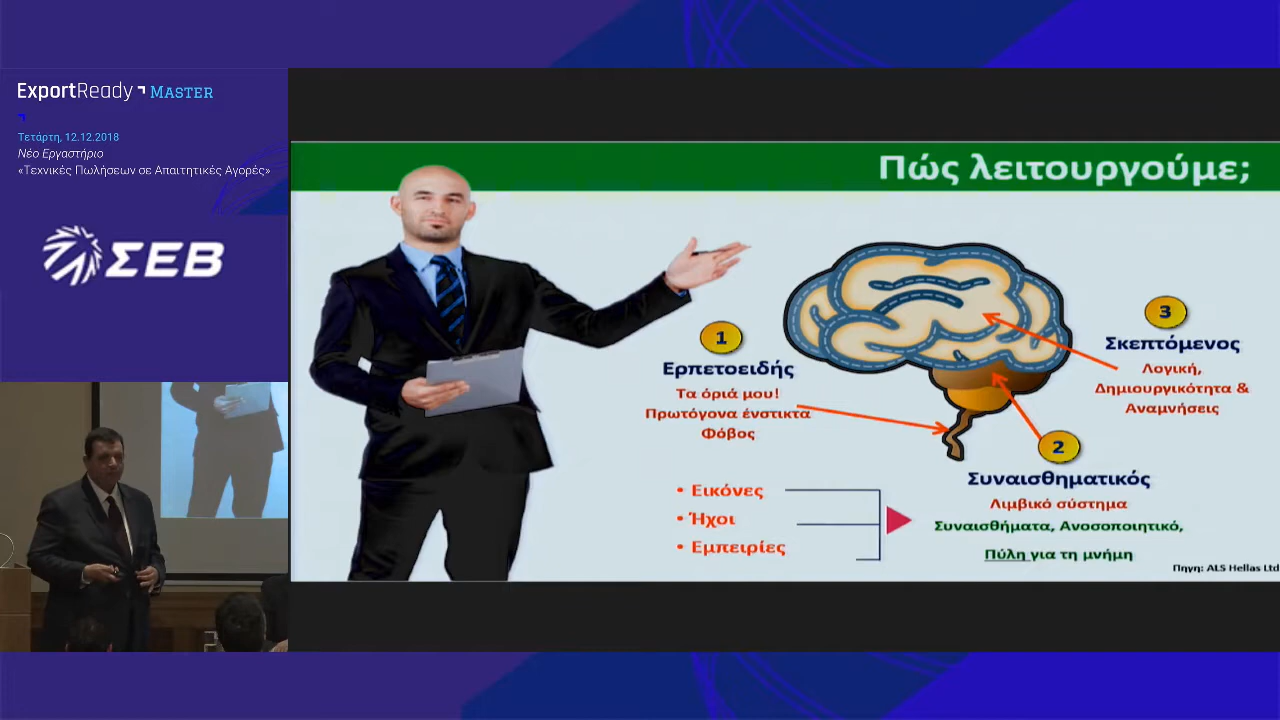 ExportReady MASTER
Τετάρτη, 12.12.2018
Νέο Εργαστήριο
«Τεχνικές Πωλήσεων σε Απαιτητικές Αγορές»
ΣΕΒ
Πώς λειτουργούμε;
1
Ερπετοειδής
Τα όριά μου!
Πρωτόγονα ένστικτα
Φόβος
3
Σκεπτόμενος
Λογική,
Δημιουργικότητα &
Αναμνήσεις
2
Συναισθηματικός
Λιμβικό σύστημα
Συναισθήματα, Ανοσοποιητικό,
Πύλη για τη μνήμη
• Εικόνες
• Ήχοι
• Εμπειρίες
Πηγη: ALS Hellas Ltd